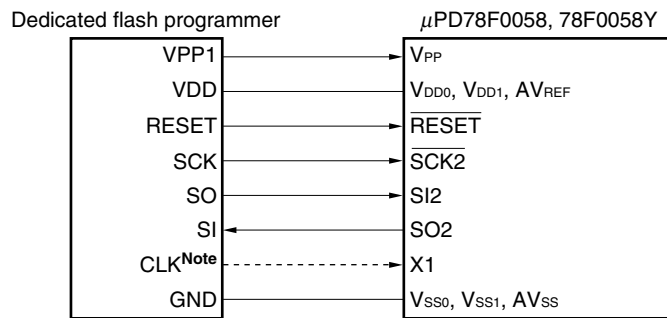 Dedicated flash programmer
μPD78F0058, 78F0058Y
VPP1
VPP
VDD
VDD0, VDD1, AVREF
RESET
RESET
SCK
SCK2
SO
SI2
SI
SO2
CLKNote
X1
GND
VSS0, VSS1, AVSS